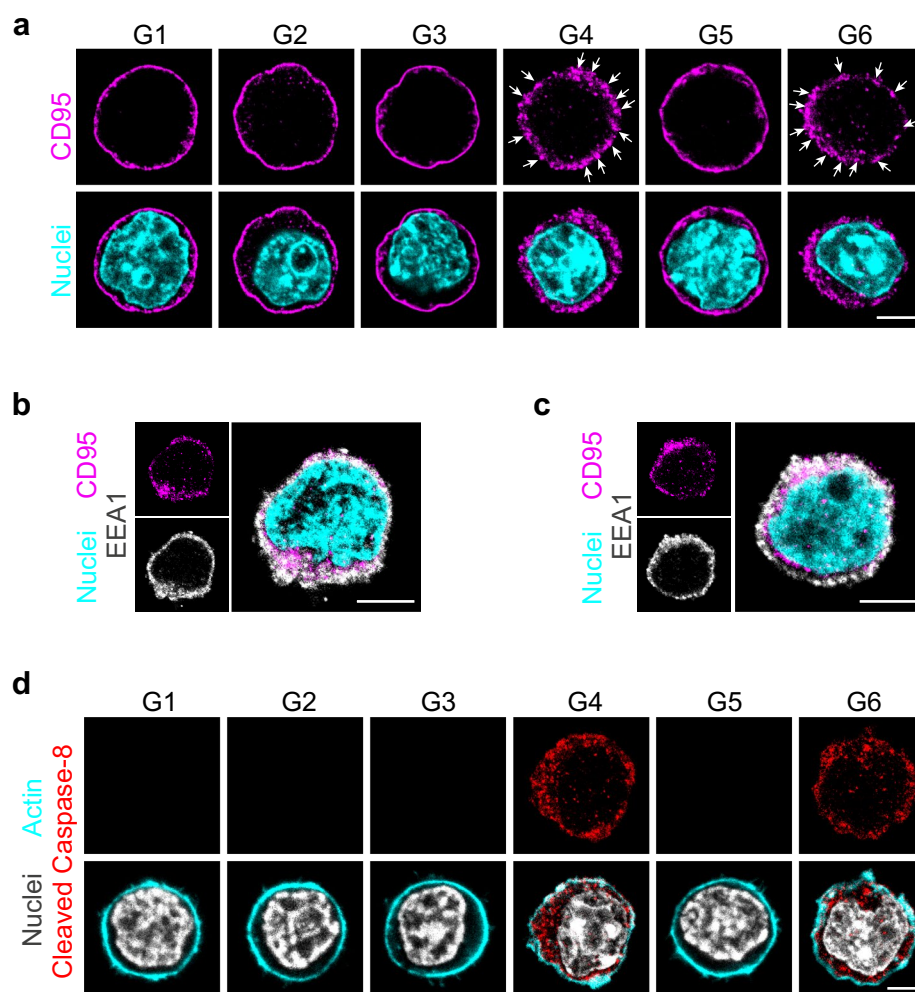 a
G1 G2 G3 G4 G5 G6
CD95
Nuclei
b
Nuclei CD95
EEA1
c
Nuclei CD95
EEA1
d
G1 G2 G3 G4 G5 G6
Nuclei Actin
Cleaved Caspase-8